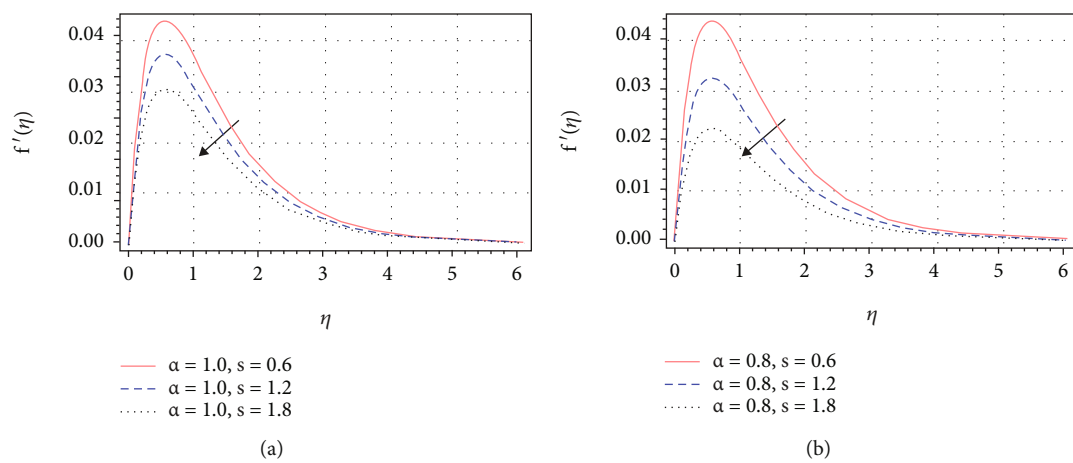 0.04
0.03
0.02
0.01
0.00
f '(η)
0 1 2 3 4 5 6
η
α = 1.0, s = 0.6
α = 1.0, s = 1.2
α = 1.0, s = 1.8
(a)
0.04
0.03
0.02
0.01
0.00
f '(η)
0 1 2 3 4 5 6
η
α = 0.8, s = 0.6
α = 0.8, s = 1.2
α = 0.8, s = 1.8
(b)